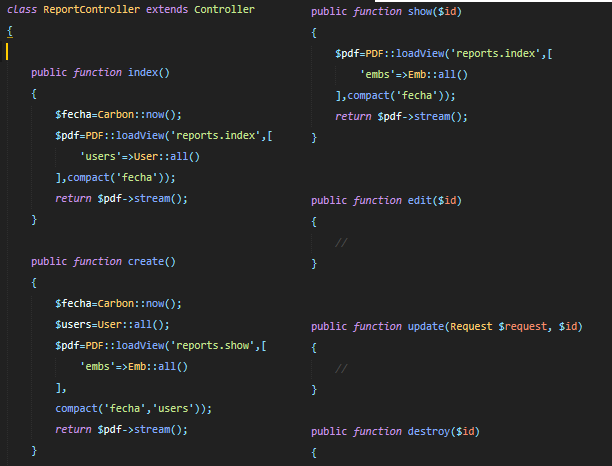 class ReportController extends Controller
{
public function index()
{
$fecha=Carbon::now();
$pdf=PDF::loadView('reports.index',[
'users'=>User::all()
],compact('fecha'));
return $pdf->stream();
}
public function create()
{
$fecha=Carbon::now();
$users=User::all();
$pdf=PDF::loadView('reports.show',[
'embs'=>Emb::all()
],
compact('fecha','users'));
return $pdf->stream();
}
public function show($id)
{
$pdf=PDF::loadView('reports.index',[
'embs'=>Emb::all()
],compact('fecha'));
return $pdf->stream();
}
public function edit($id)
{
//
}
public function update(Request $request, $id)
{
//
}
public function destroy($id)
{